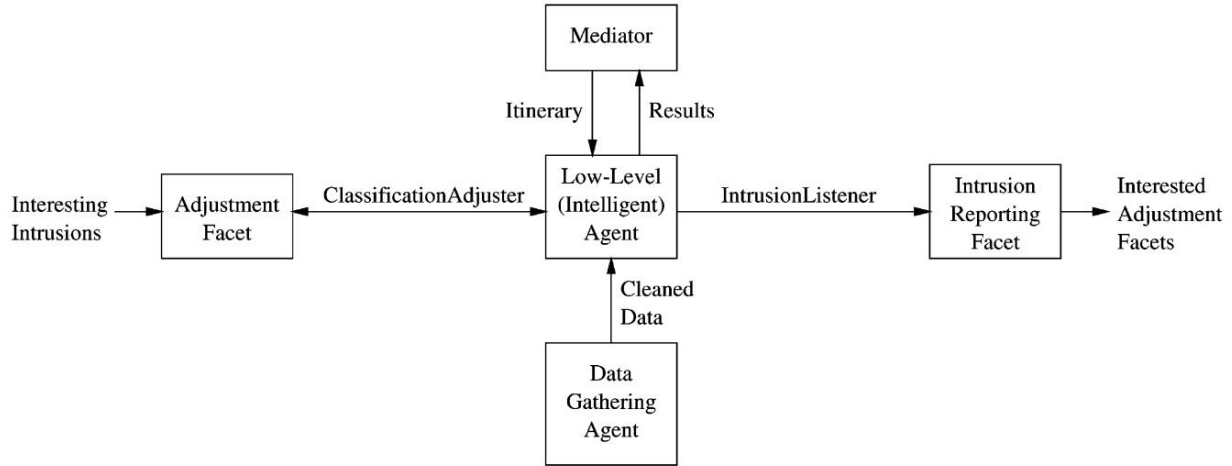 Mediator
Itinerary
Results
Interesting
Intrusions
Adjustment
Facet
ClassificationAdjuster
Low-Level
(Intelligent)
Agent
IntrusionListener
Intrusion
Reporting
Facet
Interested
Adjustment
Facets
Cleaned
Data
Data
Gathering
Agent